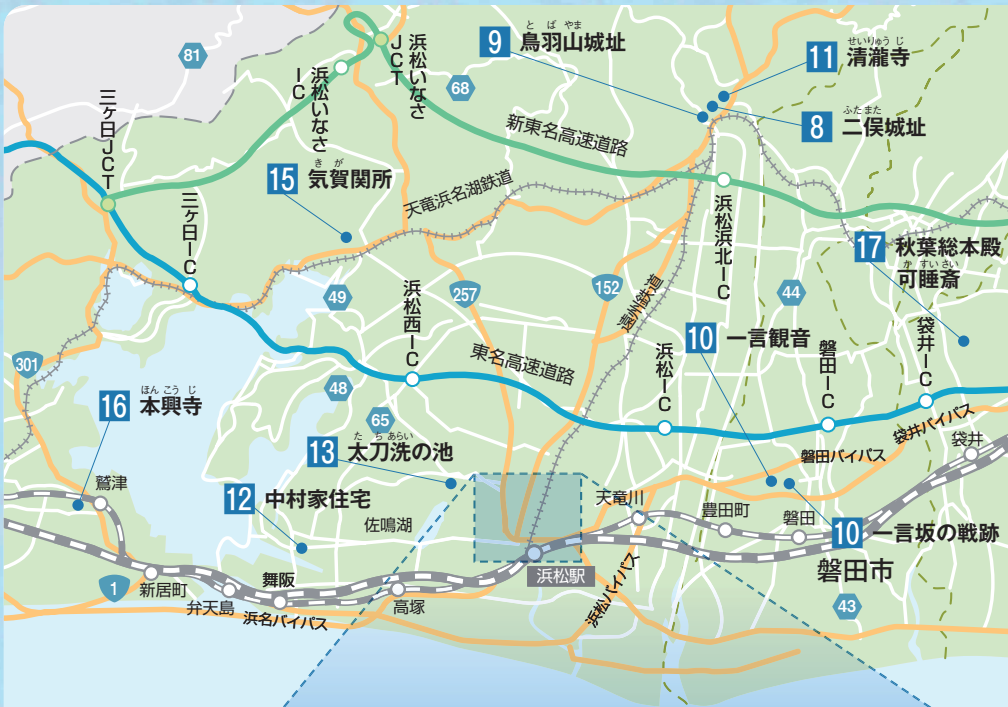 81
浜松いなさ
JCT
浜松いなさ
IC
68
と ば やま
9 鳥羽山城址
せいりゅう じ
11 清瀧寺
ふたまた
8 二俣城址
三ヶ日JCT
新東名高速道路
き が
15 気賀関所
天竜浜名湖鉄道
三ヶ日IC
浜松浜北IC
17 秋葉総本殿
か すいさい
可睡斎
49
浜松西IC
257
152
遠州鉄道
44
10 一言観音
301
東名高速道路
浜松IC
磐田IC
袋井IC
48
65
ほん こう じ
16 本興寺
た ち あらい
13 太刀洗の池
袋井バイパス
磐田バイパス
袋井
鷲津
12 中村家住宅
佐鳴湖
天竜川
豊田町
磐田
10 一言坂の戦跡
浜松駅
磐田市
1
新居町
弁天島
舞阪
浜名バイパス
高塚
浜松バイパス
43